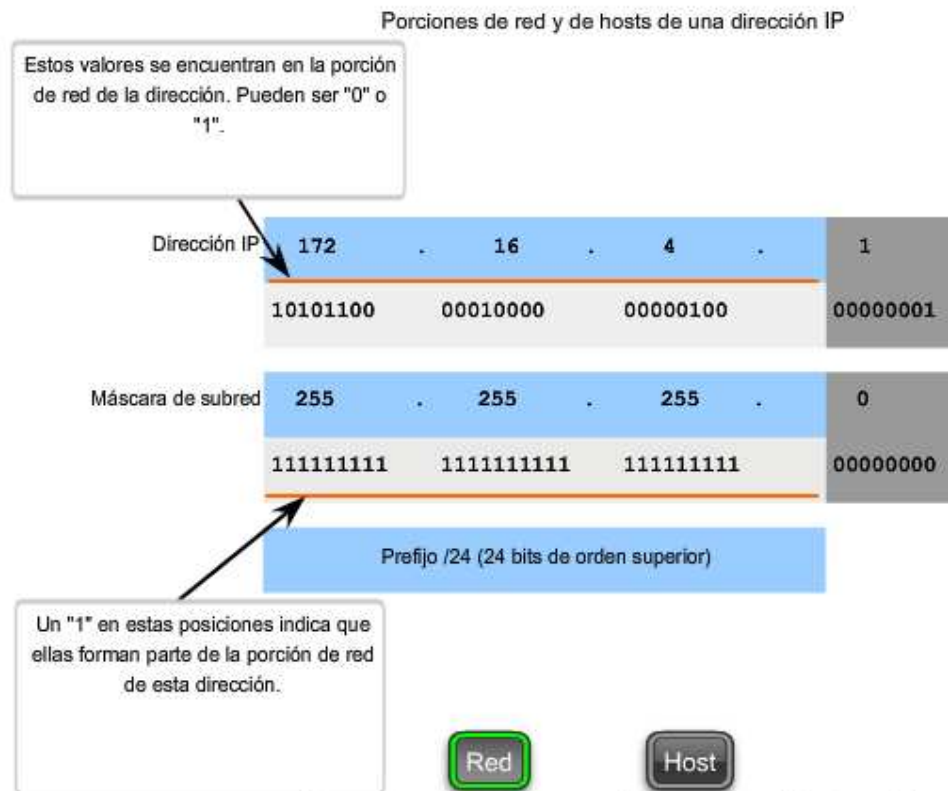 Porciones de red y de hosts de una dirección IP
Estos valores se encuentran en la porción
de red de la dirección. Pueden ser "0" o
"1".
Dirección IP 172 . 16 . 4 . 1
10101100 00010000 00000100 00000001
Máscara de subred 255 . 255 . 255 . 0
111111111 1111111111 111111111 00000000
Prefijo /24 (24 bits de orden superior)
Un "1" en estas posiciones indica que
ellas forman parte de la porción de red
de esta dirección.
Red Host